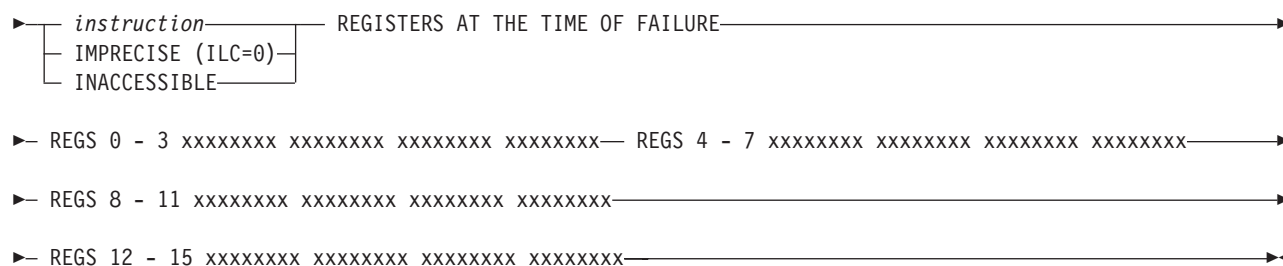 instruction REGISTERS AT THE TIME OF FAILURE
IMPRECISE (ILC=0)
INACCESSIBLE
REGS 0 - 3 xxxxxxxx xxxxxxxx xxxxxxxx xxxxxxxx REGS 4 - 7 xxxxxxxx xxxxxxxx xxxxxxxx xxxxxxxx
REGS 8 - 11 xxxxxxxx xxxxxxxx xxxxxxxx xxxxxxxx
REGS 12 - 15 xxxxxxxx xxxxxxxx xxxxxxxx xxxxxxxx